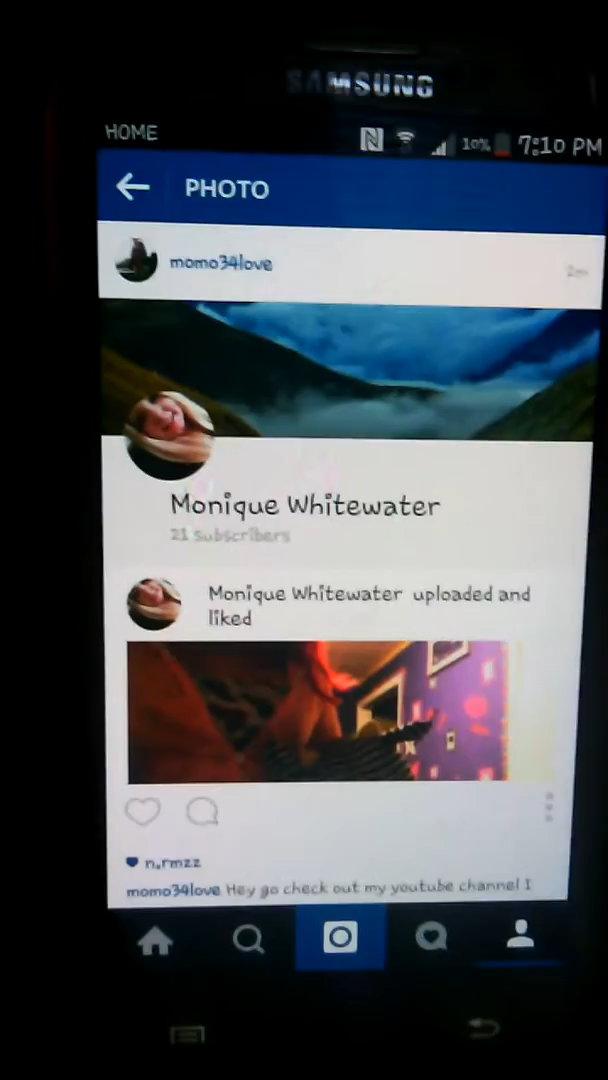 SAMSUNG
HOME
10% 7:10 PM
PHOTO
momo34love
2m
Monique Whitewater
21 subscribers
Monique Whitewater uploaded and
liked
n.rmzz
momo34love Hey go check out my youtube channel I